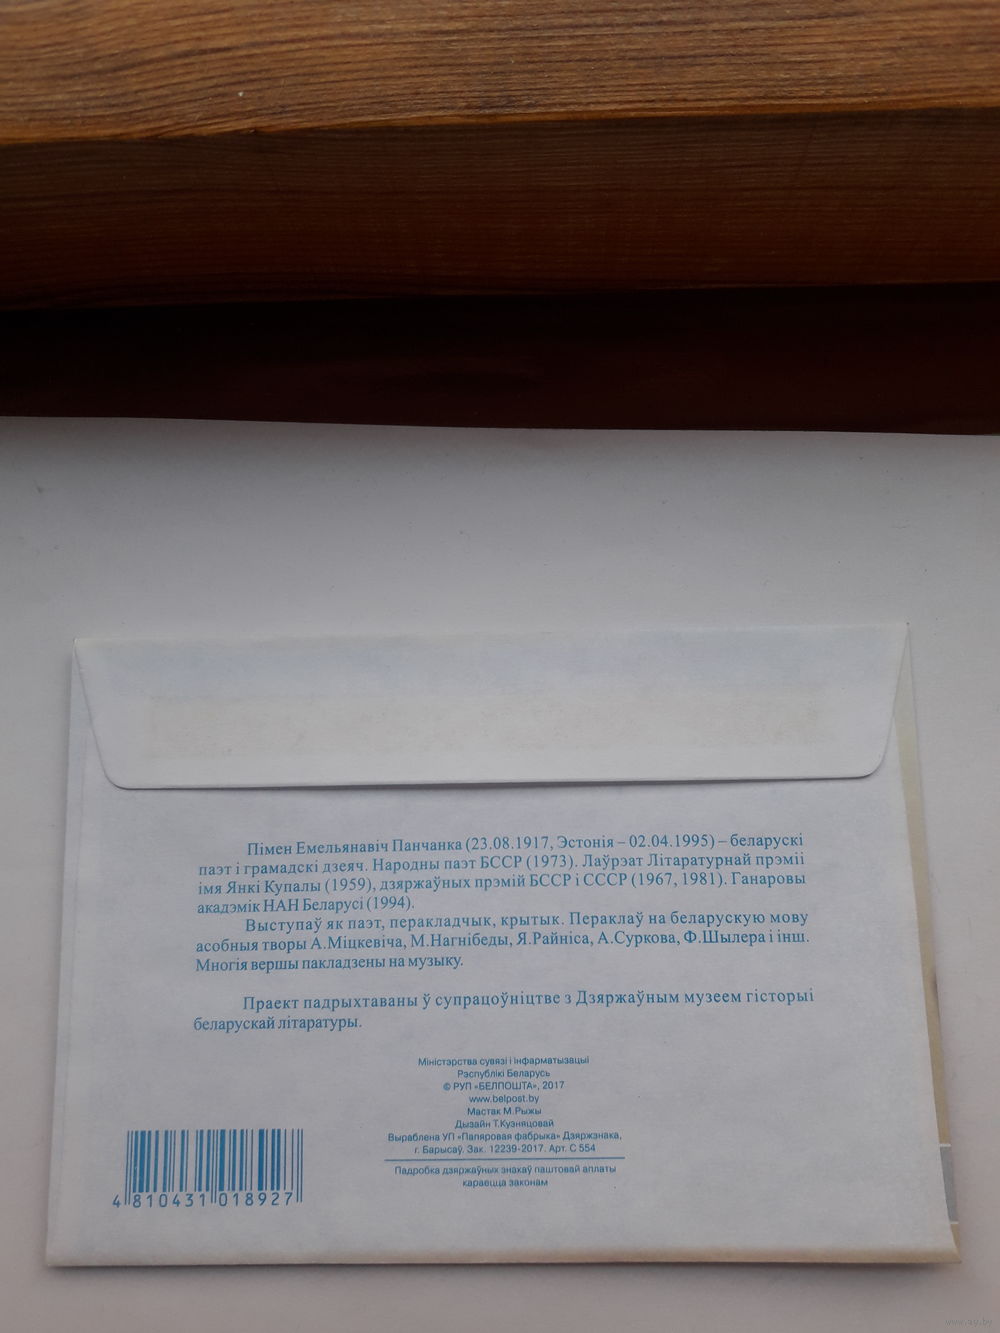 Пімен Емельянавіч Панчанка (23.08.1917, Эстонія – 02.04.1995) – беларускі
паэт і грамадскі дзеяч. Народны паэт БССР (1973). Лаўрэат Літаратурнай прэміі
імя Янкі Купалы (1959), дзяржаўных прэмій БССР і СССР (1967, 1981). Ганаровы
акадэмік НАН Беларусі (1994).
Выступаў як паэт, перакладчык, крытык. Пераклаў на беларускую мову
асобныя творы А.Міцкевіча, М.Нагнібеды, Я.Райніса, А.Суркова, Ф.Шылера і інш.
Многія вершы пакладзены на музыку.
Праект падрыхтаваны ў супрацоўніцтве з Дзяржаўным музеем гісторыі
беларускай літаратуры.
Міністэрства сувязі і інфарматызацыі
Рэспублікі Беларусь
© РУП «БЕЛПОШТА», 2017
www.belpost.by
Мастак М.Рыжы
Дызайн Т.Кузняцовай
Выраблена УП «Папяровая фабрыка» Дзяржзнака,
г. Барысаў. Зак. 12239-2017. Арт. С 554
Падробка дзяржаўных знакаў паштовай аплаты
караецца законам
4 810431 018927
www.ay.by